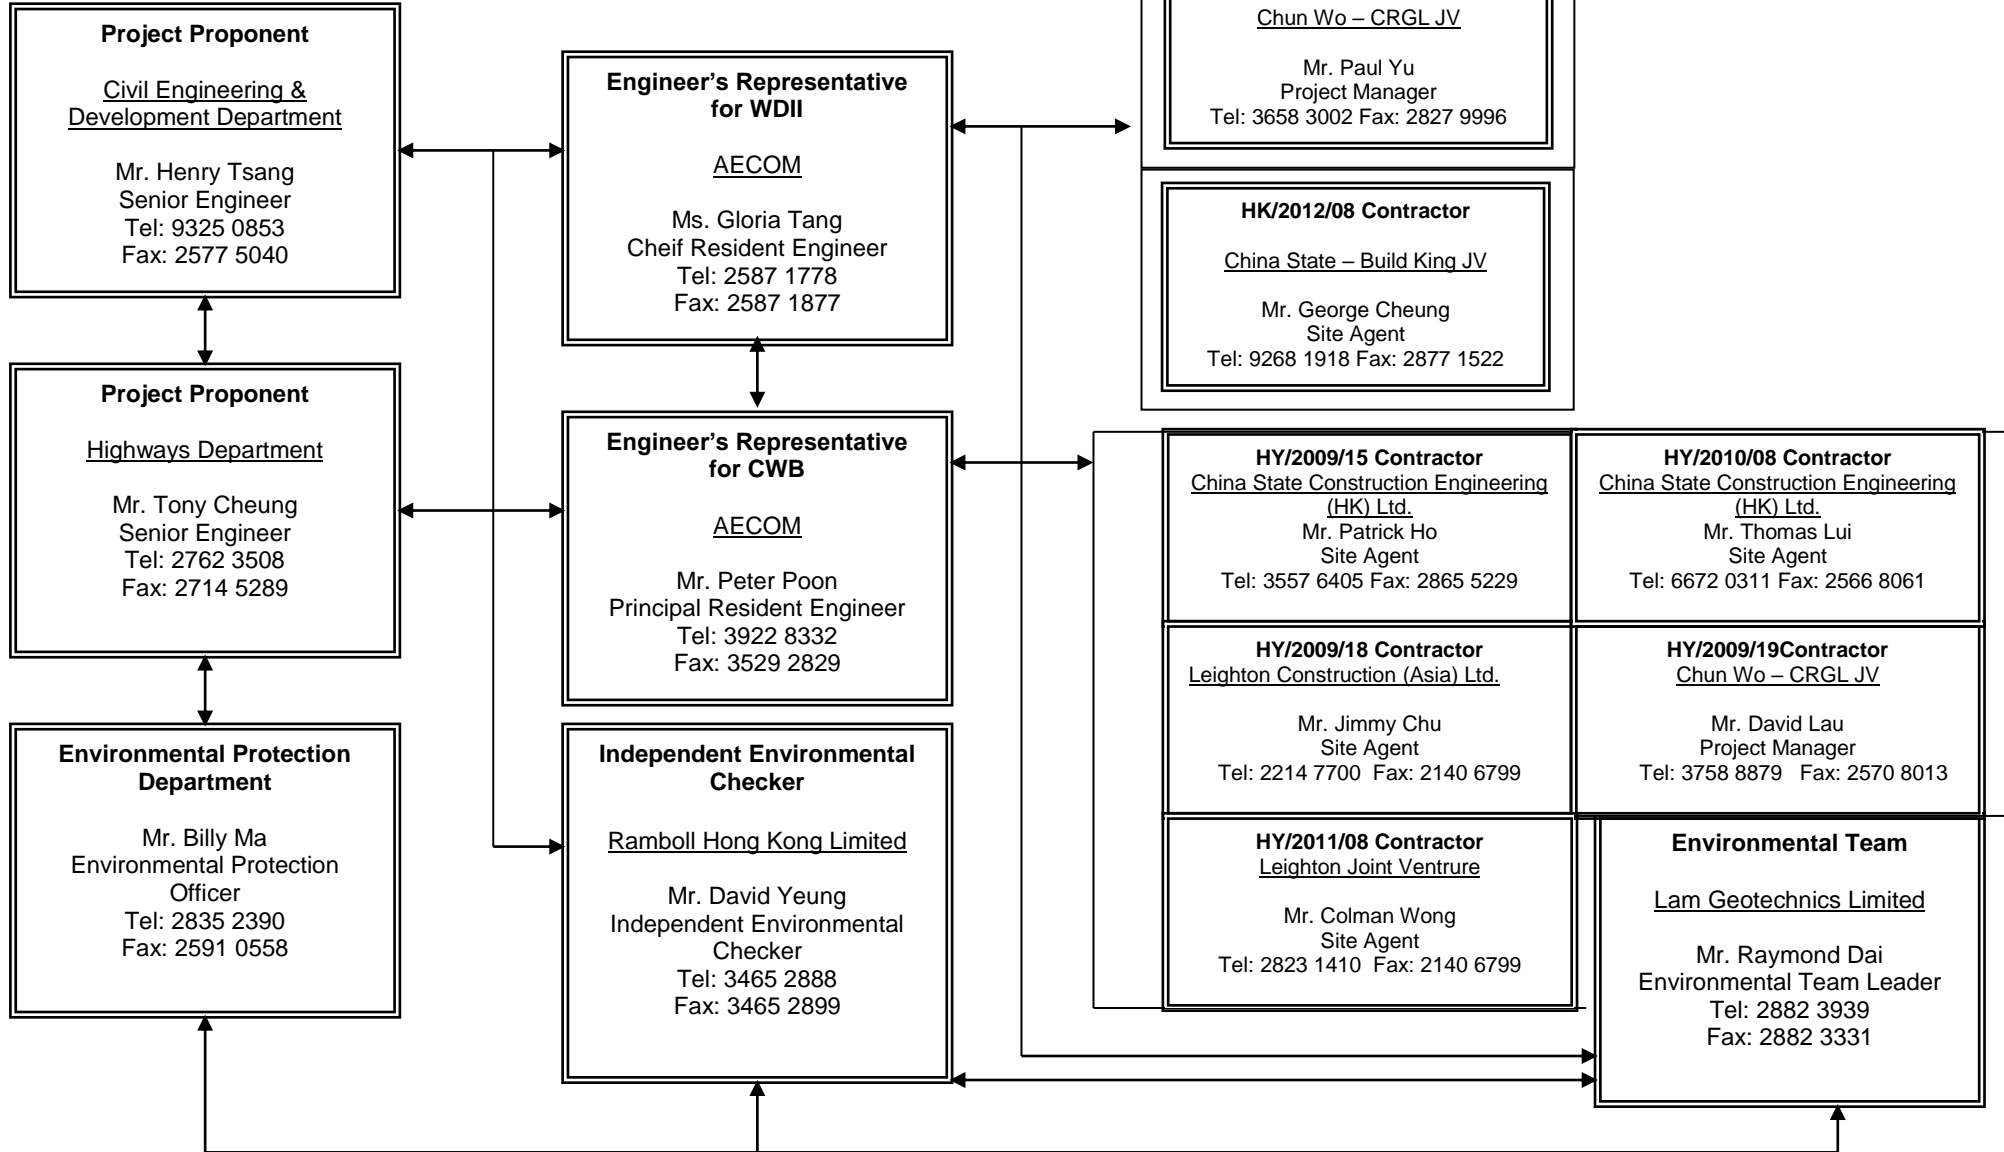 Project Proponent
Civil Engineering &
Development Department
Mr. Henry Tsang
Senior Engineer
Tel: 9325 0853
Fax: 2577 5040
Project Proponent
Highways Department
Mr. Tony Cheung
Senior Engineer
Tel: 2762 3508
Fax: 2714 5289
Environmental Protection
Department
Mr. Billy Ma
Environmental Protection
Officer
Tel: 2835 2390
Fax: 2591 0558
Engineer’s Representative
for WDII
AECOM
Ms. Gloria Tang
Cheif Resident Engineer
Tel: 2587 1778
Fax: 2587 1877
Engineer’s Representative
for CWB
AECOM
Mr. Peter Poon
Principal Resident Engineer
Tel: 3922 8332
Fax: 3529 2829
Independent Environmental
Checker
Ramboll Hong Kong Limited
Mr. David Yeung
Independent Environmental
Checker
Tel: 3465 2888
Fax: 3465 2899
Chun Wo – CRGL JV
Mr. Paul Yu
Project Manager
Tel: 3658 3002 Fax: 2827 9996
HK/2012/08 Contractor
China State – Build King JV
Mr. George Cheung
Site Agent
Tel: 9268 1918 Fax: 2877 1522
HY/2009/15 Contractor
China State Construction Engineering
(HK) Ltd.
Mr. Patrick Ho
Site Agent
Tel: 3557 6405 Fax: 2865 5229
HY/2010/08 Contractor
China State Construction Engineering
(HK) Ltd.
Mr. Thomas Lui
Site Agent
Tel: 6672 0311 Fax: 2566 8061
HY/2009/18 Contractor
Leighton Construction (Asia) Ltd.
Mr. Jimmy Chu
Site Agent
Tel: 2214 7700 Fax: 2140 6799
HY/2009/19Contractor
Chun Wo – CRGL JV
Mr. David Lau
Project Manager
Tel: 3758 8879 Fax: 2570 8013
HY/2011/08 Contractor
Leighton Joint Ventrure
Mr. Colman Wong
Site Agent
Tel: 2823 1410 Fax: 2140 6799
Environmental Team
Lam Geotechnics Limited
Mr. Raymond Dai
Environmental Team Leader
Tel: 2882 3939
Fax: 2882 3331